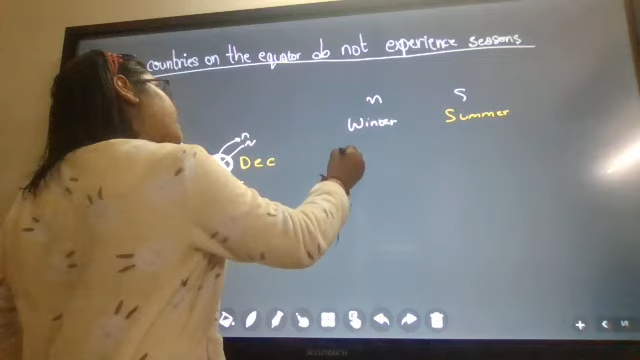 countries on the equator do not experience seasons
n S
Winter Summer
n
N
Dec